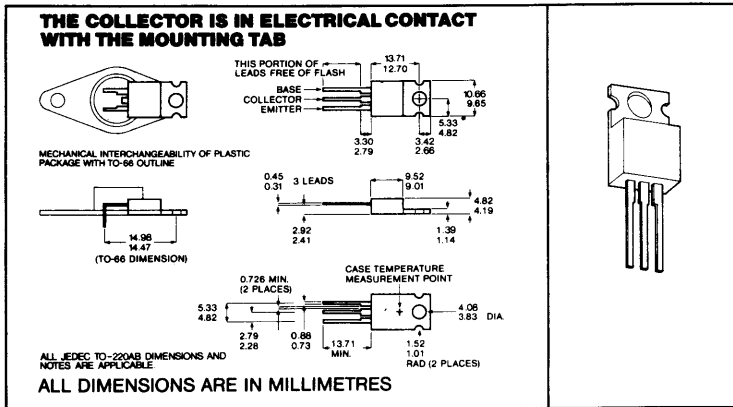 THE COLLECTOR IS IN ELECTRICAL CONTACT
WITH THE MOUNTING TAB
THIS PORTION OF
LEADS FREE OF FLASH
13.71
12.70
BASE
COLLECTOR
EMITTER
10.66
9.65
5.33
4.82
3.30
2.79
3.42
2.66
MECHANICAL INTERCHANGEABILITY OF PLASTIC
PACKAGE WITH TO-66 OUTLINE
0.45
0.31
3 LEADS
9.52
9.01
4.82
4.19
14.98
14.47
(TO-66 DIMENSION)
2.92
2.41
1.39
1.14
0.726 MIN.
(2 PLACES)
CASE TEMPERATURE
MEASUREMENT POINT
5.33
4.82
4.08
3.83 DIA.
2.79
2.28
0.88
0.73
13.71
MIN.
1.52
1.01
RAD (2 PLACES)
ALL JEDEC TO-220AB DIMENSIONS AND
NOTES ARE APPLICABLE.
ALL DIMENSIONS ARE IN MILLIMETRES